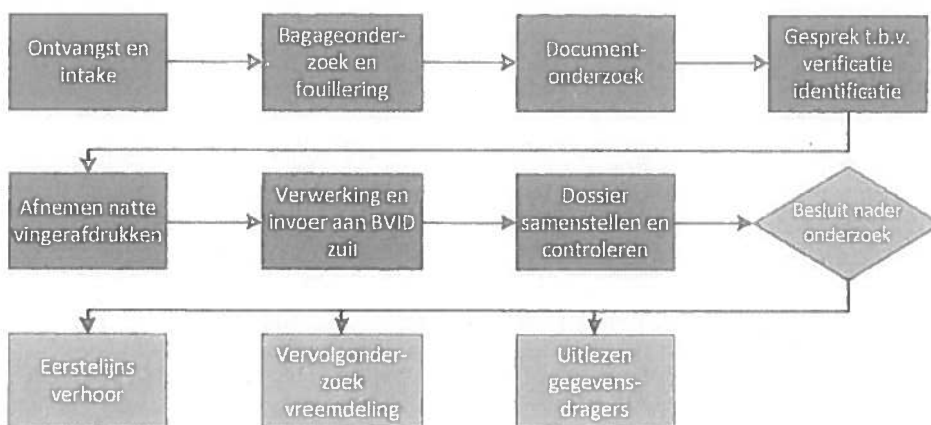 Ontvangst en
intake
Bagageonder-
zoek en
fouillering
Document-
onderzoek
Gesprek t.b.v.
verificatie
identificatie
Afnemen natte
vingerafdrukken
Verwerking en
invoer aan BVID
zuil
Dossier
samenstellen en
controleren
Besluit nader
onderzoek
Eerstelijns
verhoor
Vervolgonder-
zoek
vreemdeling
Uitlezen
gegevens-
dragers